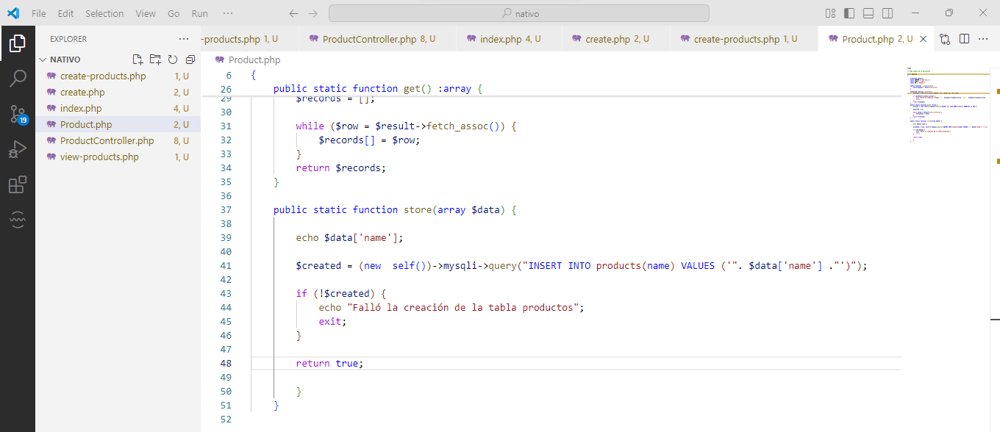 File Edit Selection View Go Run ··· nativo
EXPLORER ···
-products.php 1, U ProductController.php 8, U index.php 4, U create.php 2, U create-products.php 1, U Product.php 2, U ···
NATIVO
create-products.php 1, U
create.php 2, U
index.php 4, U
Product.php 2, U
ProductController.php 8, U
view-products.php 1, U
19
Product.php
6 {
26 public static function get() :array {
29 $records = [];
30
31 while ($row = $result->fetch_assoc()) {
32 $records[] = $row;
33 }
34 return $records;
35 }
36
37 public static function store(array $data) {
38
39 echo $data['name'];
40
41 $created = (new  self())->mysqli->query("INSERT INTO products(name) VALUES ('". $data['name'] ."')");
42
43 if (!$created) {
44 echo "Falló la creación de la tabla productos";
45 exit;
46 }
47
48 return true;
49
50 }
51 }
52